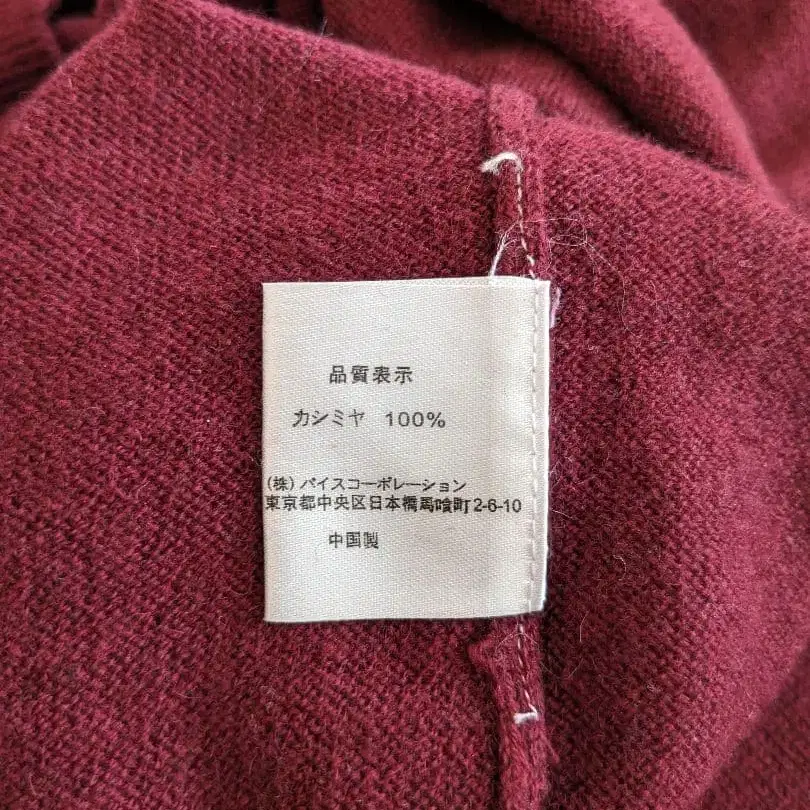 品質表示
カシミヤ 100%
(株)パイスコーポレーション
東京都中央区日本橋馬喰町2-6-10
中国製